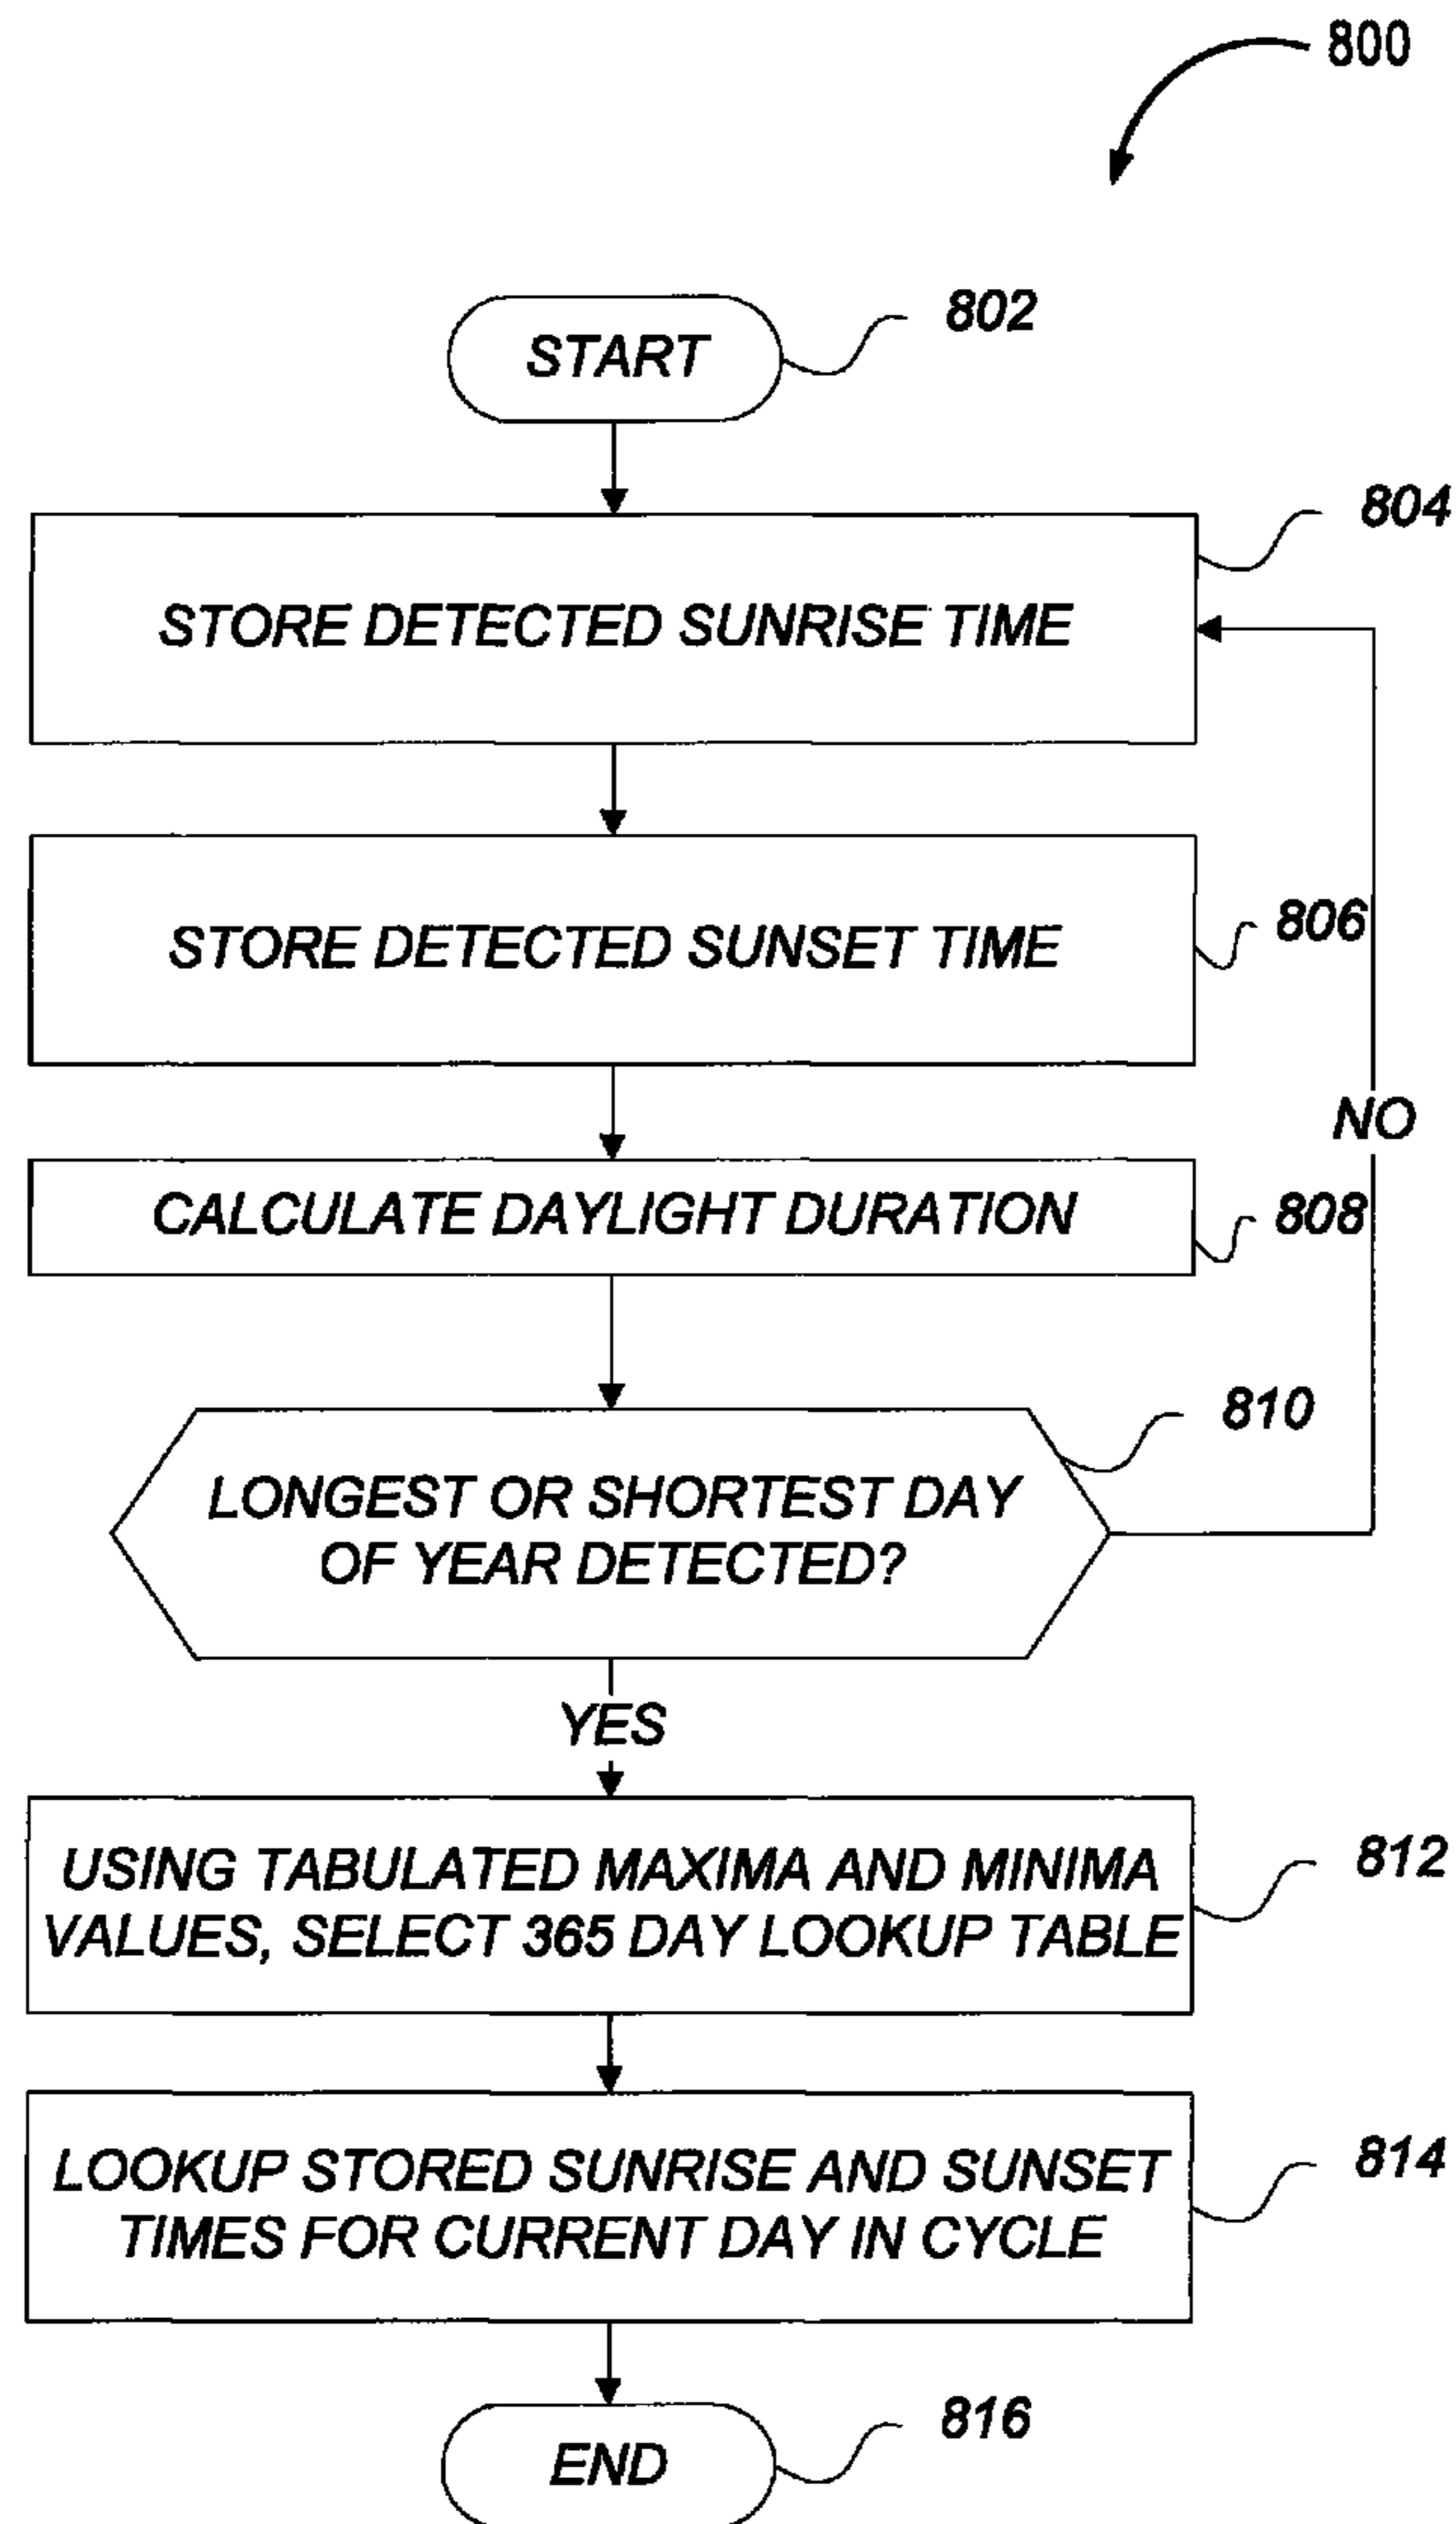 800
START
802
804
STORE DETECTED SUNRISE TIME
STORE DETECTED SUNSET TIME
806
NO
CALCULATE DAYLIGHT DURATION
808
810
LONGEST OR SHORTEST DAY
OF YEAR DETECTED?
YES
USING TABULATED MAXIMA AND MINIMA
VALUES, SELECT 365 DAY LOOKUP TABLE
812
LOOKUP STORED SUNRISE AND SUNSET
TIMES FOR CURRENT DAY IN CYCLE
814
END
816